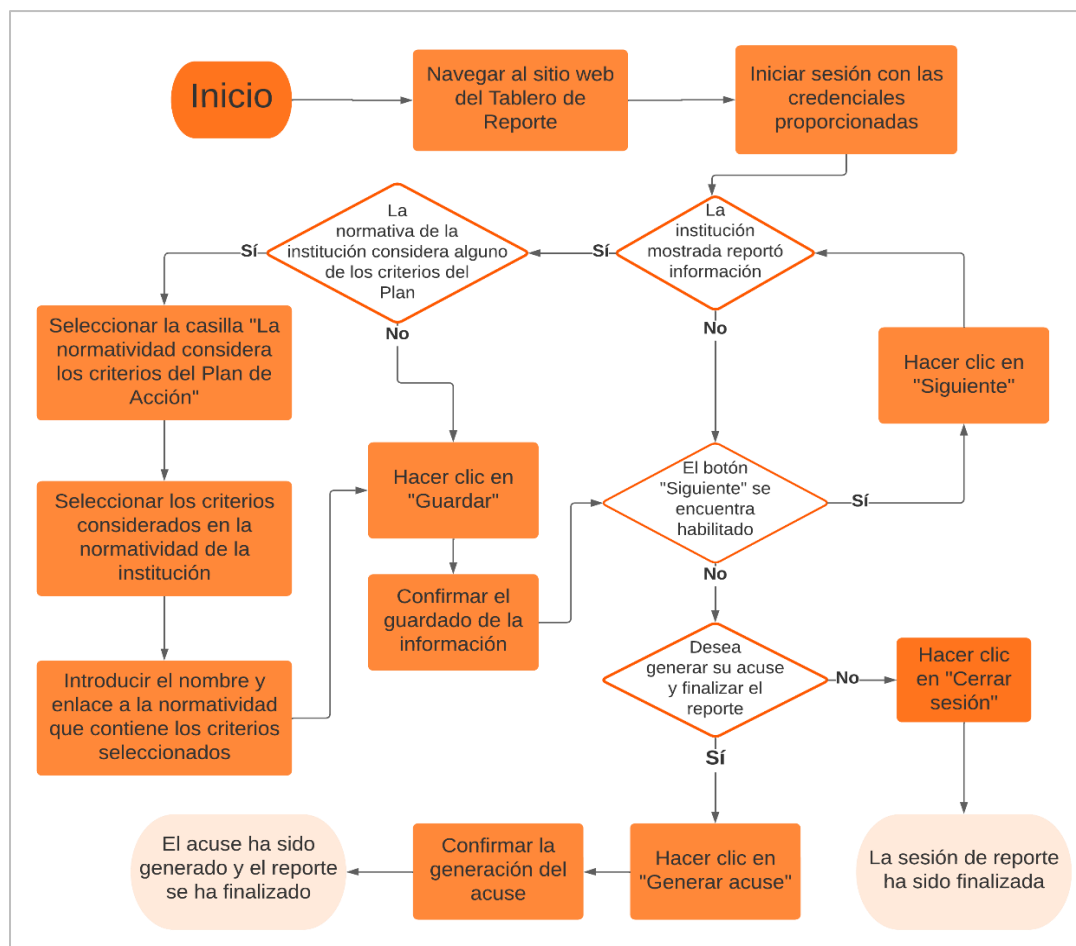 Inicio
Navegar al sitio web
del Tablero de
Reporte
Iniciar sesión con las
credenciales
proporcionadas
La
institución
mostrada reportó
información
Sí
No
La
normativa de la
institución considera alguno
de los criterios del
Plan
Sí
No
Seleccionar la casilla "La
normatividad considera
los criterios del Plan de
Acción"
Seleccionar los criterios
considerados en la
normatividad de la
institución
Introducir el nombre y
enlace a la normatividad
que contiene los criterios
seleccionados
Hacer clic en
"Guardar"
Confirmar el
guardado de la
información
El botón
"Siguiente" se
encuentra
habilitado
Sí
No
Hacer clic en
"Siguiente"
Desea
generar su acuse
y finalizar el
reporte
No
Sí
Hacer clic
en "Cerrar
sesión"
La sesión de reporte
ha sido finalizada
Hacer clic en
"Generar acuse"
Confirmar la
generación del
acuse
El acuse ha sido
generado y el reporte
se ha finalizado